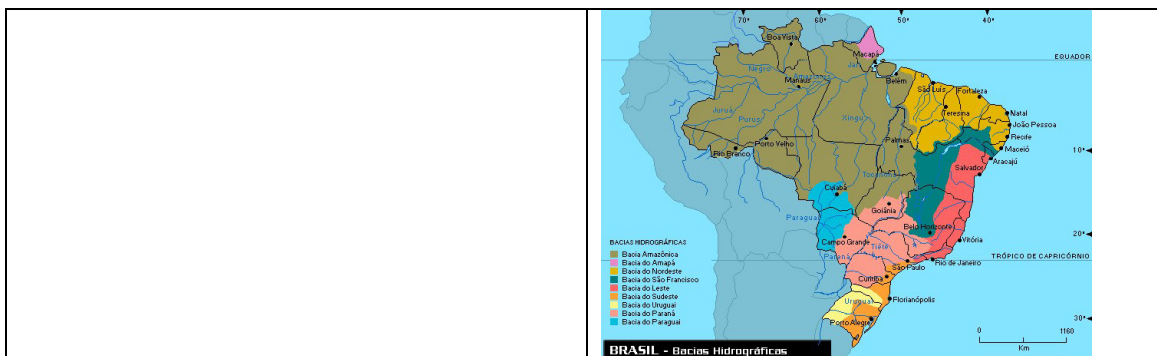 70° 60° 50° 40°
Boa Vista
Macapá
EQUADOR
Negro
Jari
Amazonas
Belém
Manaus
São Luís
Fortaleza
Juruá
Teresina
Natal
Purus
Xingu
João Pessoa
Recife
Porto Velho
Palmas
Maceió
Rio Branco
10°
Aracajú
Salvador
Tocantins
Cuiabá
Goiânia
Paraguai
Belo Horizonte
20°
Campo Grande
Vitória
BACIAS HIDROGRÁFICAS
Tietê
Bacia Amazônica
Paraná
TRÓPICO DE CAPRICÓRNIO
Bacia do Amapá
São Paulo
Rio de Janeiro
Bacia do Nordeste
Curitiba
Bacia do São Francisco
Bacia do Leste
Bacia do Sudeste
Uruguai
Florianópolis
Bacia do Uruguai
Bacia do Paraná
Porto Alegre
30°
Bacia do Paraguai
0 1160
Km
BRASIL - Bacias Hidrográficas